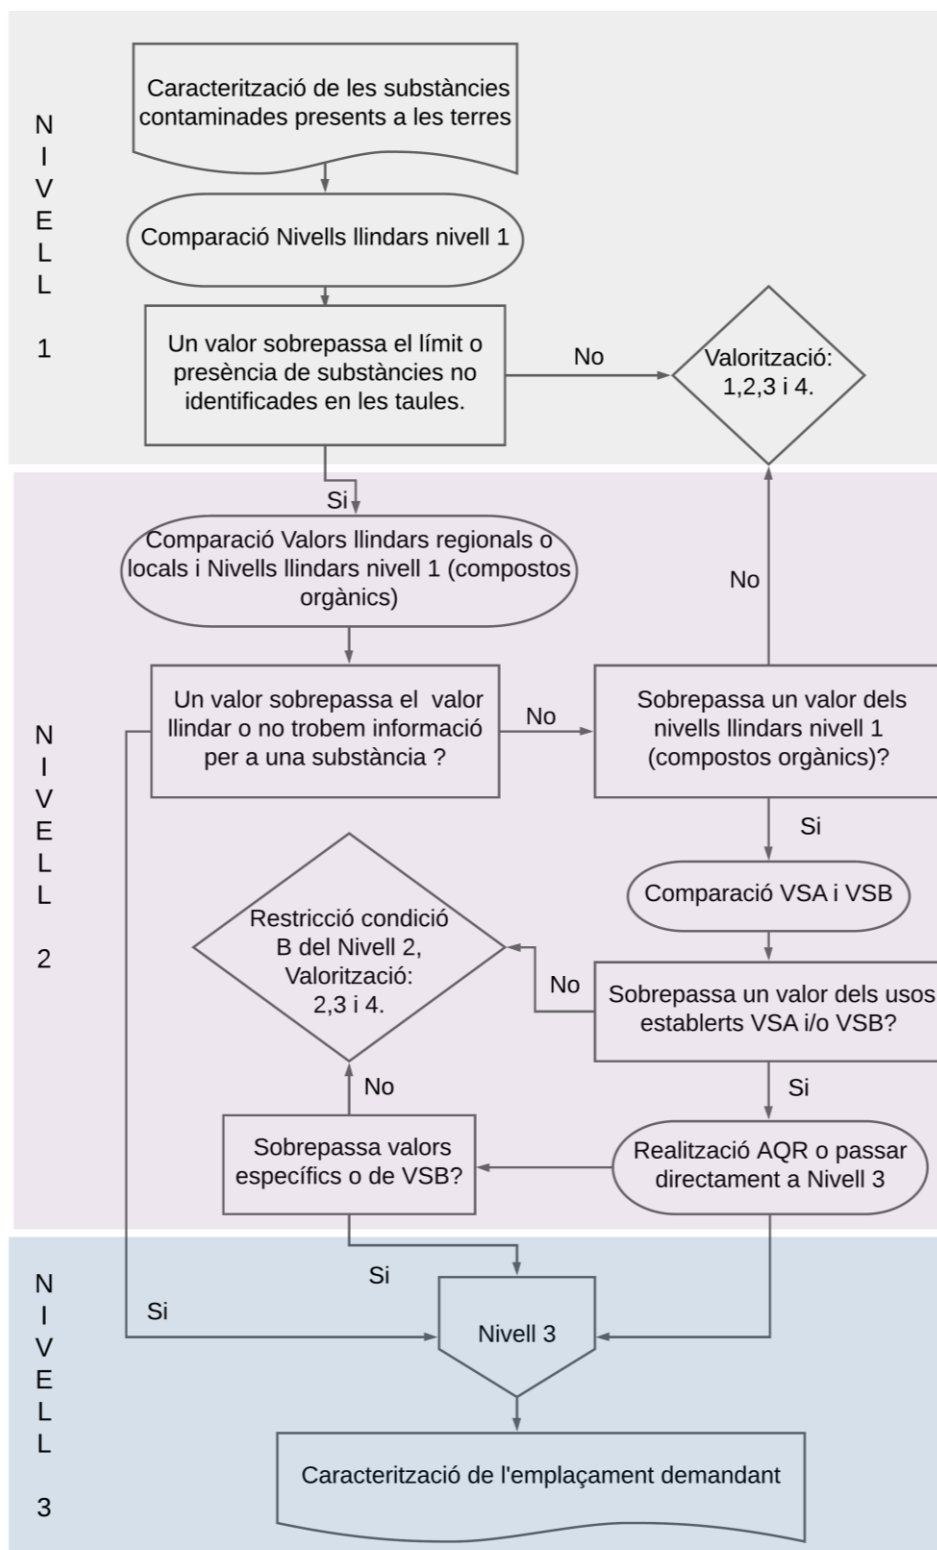 NIVELL 1
Caracterització de les substàncies
contaminades presents a les terres
Comparació Nivells llindars nivell 1
Un valor sobrepassa el límit o
presència de substàncies no
identificades en les taules.
No
Valorització:
1,2,3 i 4.
Si
NIVELL 2
Comparació Valors llindars regionals o
locals i Nivells llindars nivell 1 (compostos
orgànics)
No
Un valor sobrepassa el valor
llindar o no trobem informació
per a una substància ?
No
Sobrepassa un valor dels
nivells llindars nivell 1
(compostos orgànics)?
Si
Comparació VSA i VSB
Restricció condició
B del Nivell 2,
Valorització:
2,3 i 4.
No
Sobrepassa un valor dels usos
establerts VSA i/o VSB?
Si
No
Sobrepassa valors
específics o de VSB?
Realització AQR o passar
directament a Nivell 3
NIVELL 3
Si
Si
Nivell 3
Caracterització de l'emplaçament demandant